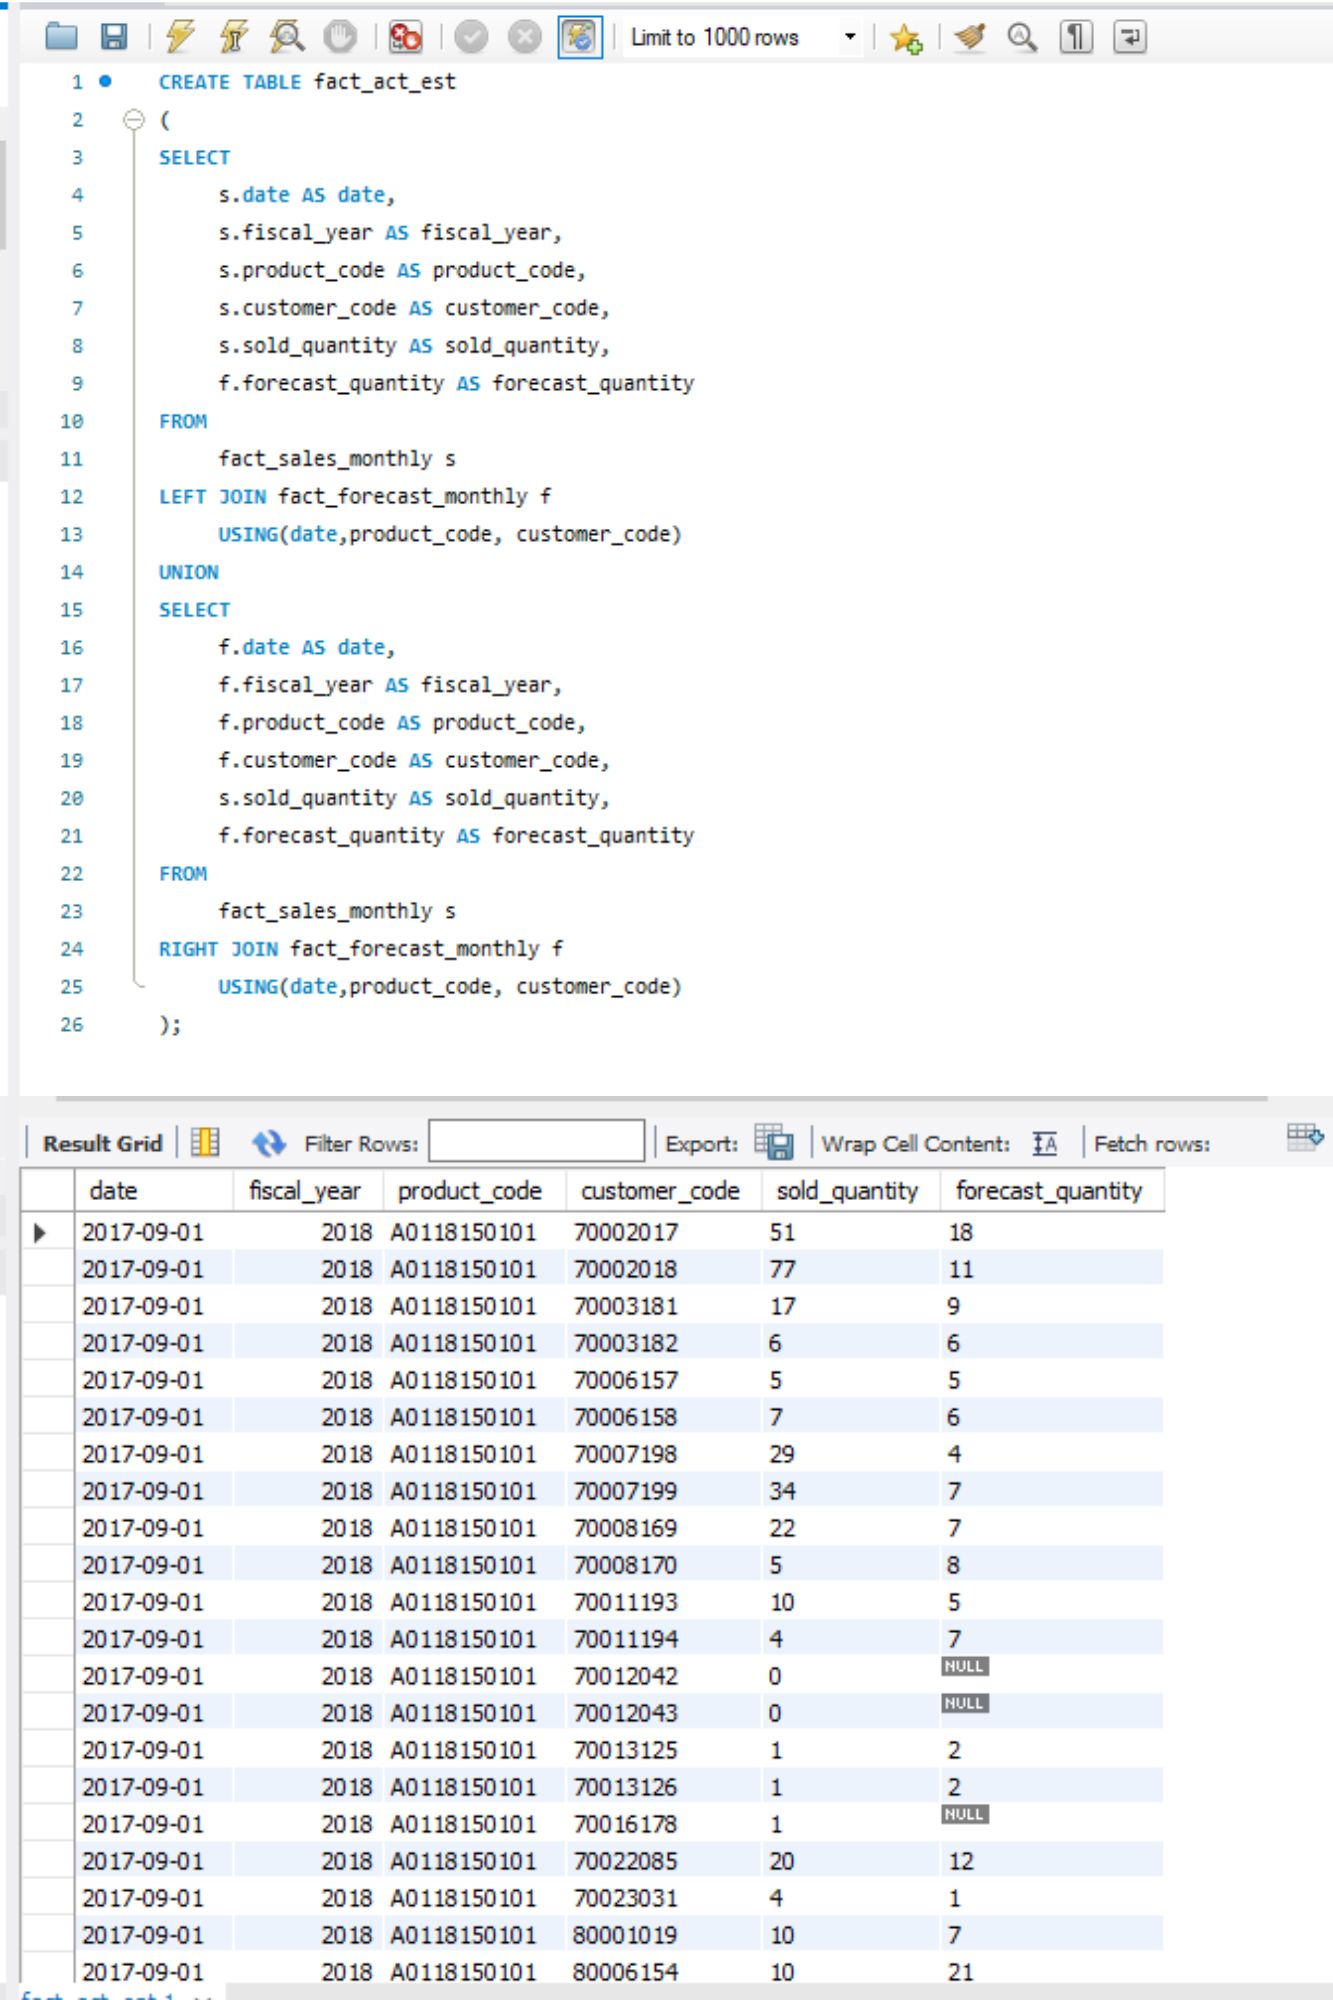 Limit to 1000 rows
1 CREATE TABLE fact_act_est
2 (
3 SELECT
4 s.date AS date,
5 s.fiscal_year AS fiscal_year,
6 s.product_code AS product_code,
7 s.customer_code AS customer_code,
8 s.sold_quantity AS sold_quantity,
9 f.forecast_quantity AS forecast_quantity
10 FROM
11 fact_sales_monthly s
12 LEFT JOIN fact_forecast_monthly f
13 USING(date,product_code, customer_code)
14 UNION
15 SELECT
16 f.date AS date,
17 f.fiscal_year AS fiscal_year,
18 f.product_code AS product_code,
19 f.customer_code AS customer_code,
20 s.sold_quantity AS sold_quantity,
21 f.forecast_quantity AS forecast_quantity
22 FROM
23 fact_sales_monthly s
24 RIGHT JOIN fact_forecast_monthly f
25 USING(date,product_code, customer_code)
26 );
Result Grid Filter Rows: Export: Wrap Cell Content: IA Fetch rows:
date fiscal_year product_code customer_code sold_quantity forecast_quantity
2017-09-01 2018 A0118150101 70002017 51 18
2017-09-01 2018 A0118150101 70002018 77 11
2017-09-01 2018 A0118150101 70003181 17 9
2017-09-01 2018 A0118150101 70003182 6 6
2017-09-01 2018 A0118150101 70006157 5 5
2017-09-01 2018 A0118150101 70006158 7 6
2017-09-01 2018 A0118150101 70007198 29 4
2017-09-01 2018 A0118150101 70007199 34 7
2017-09-01 2018 A0118150101 70008169 22 7
2017-09-01 2018 A0118150101 70008170 5 8
2017-09-01 2018 A0118150101 70011193 10 5
2017-09-01 2018 A0118150101 70011194 4 7
2017-09-01 2018 A0118150101 70012042 0 NULL
2017-09-01 2018 A0118150101 70012043 0 NULL
2017-09-01 2018 A0118150101 70013125 1 2
2017-09-01 2018 A0118150101 70013126 1 2
2017-09-01 2018 A0118150101 70016178 1 NULL
2017-09-01 2018 A0118150101 70022085 20 12
2017-09-01 2018 A0118150101 70023031 4 1
2017-09-01 2018 A0118150101 80001019 10 7
2017-09-01 2018 A0118150101 80006154 10 21